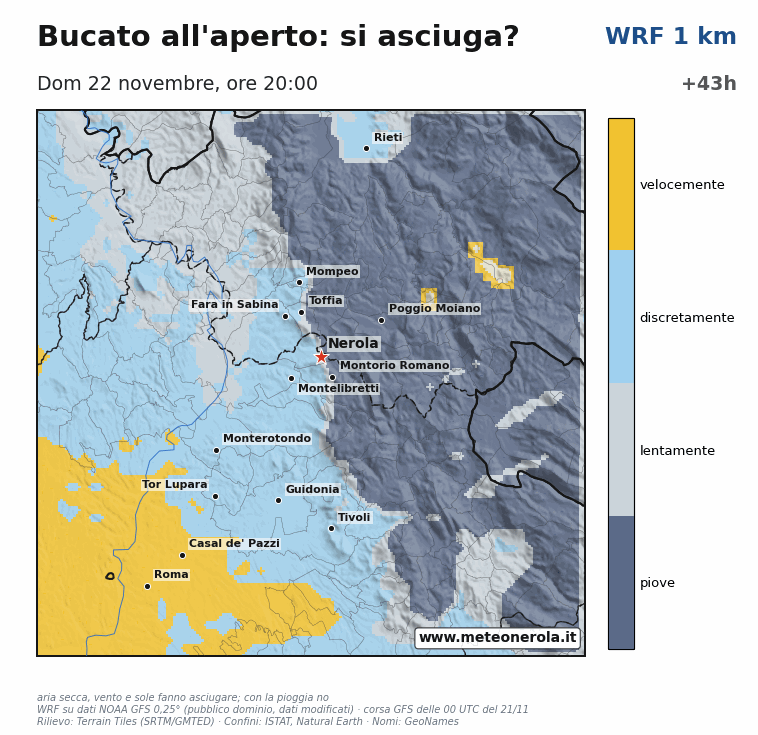 Bucato all'aperto: si asciuga?
WRF 1 km
Dom 22 novembre, ore 20:00
+43h
Rieti
Mompeo
Toffia
Fara in Sabina
Poggio Moiano
Nerola
Montorio Romano
Montelibretti
Monterotondo
Tor Lupara
Guidonia
Tivoli
Casal de' Pazzi
Roma
www.meteonerola.it
velocemente
discretamente
lentamente
piove
aria secca, vento e sole fanno asciugare; con la pioggia no
WRF su dati NOAA GFS 0,25° (pubblico dominio, dati modificati) · corsa GFS delle 00 UTC del 21/11
Rilievo: Terrain Tiles (SRTM/GMTED) · Confini: ISTAT, Natural Earth · Nomi: GeoNames